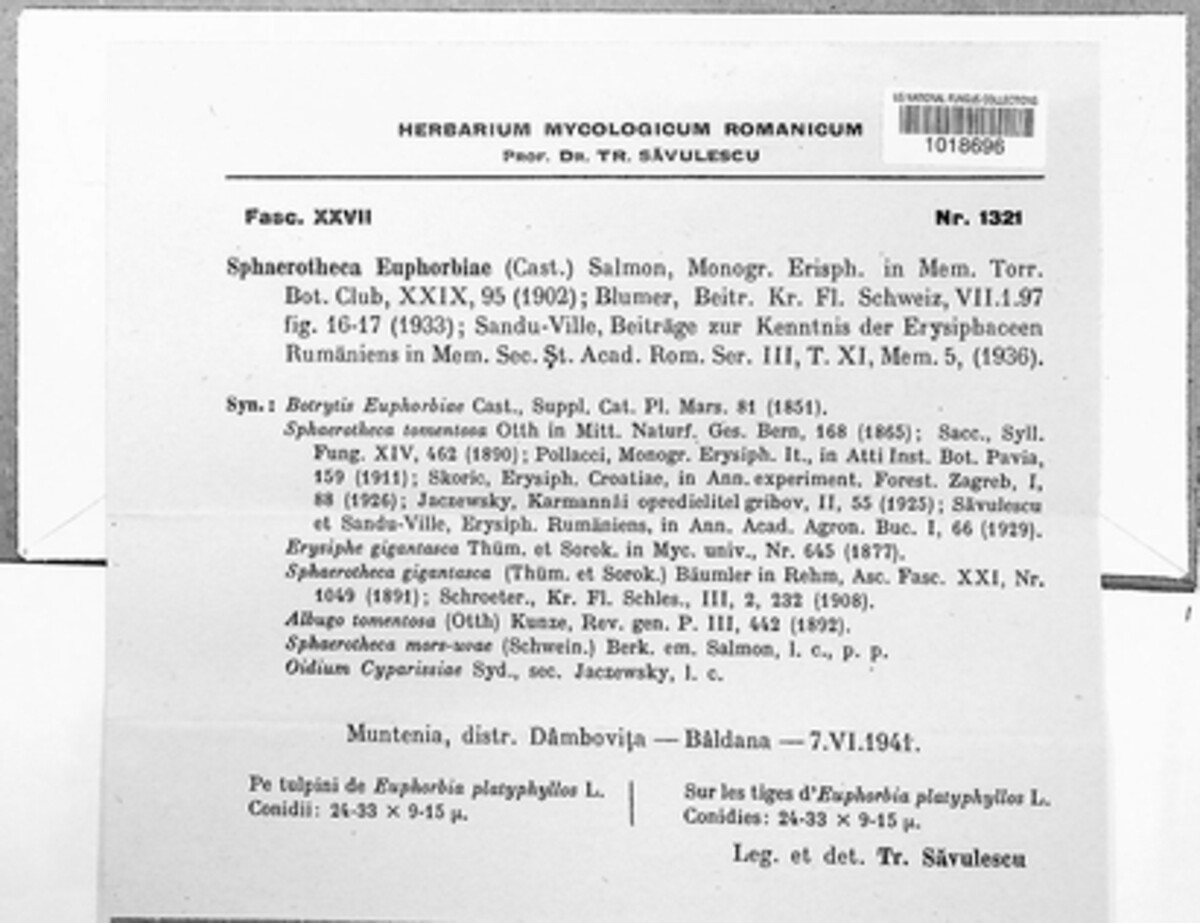 U.S NATIONAL FUNGUS COLLECTIONS
1018696
HERBARIUM MYCOLOGICUM ROMANICUM
PROF. DR. TR. SĂVULESCU
Fasc. XXVII
Nr. 1321
Sphaerotheca Euphorbiae (Cast.) Salmon, Monogr. Erisph. in Mem. Torr.
Bot. Club, XXIX, 95 (1902); Blumer, Beitr. Kr. Fl. Schweiz, VII.1.97
fig. 16-17 (1933); Sandu-Ville, Beiträge zur Kenntnis der Erysiphaceen
Rumäniens in Mem. Sec. Şt. Acad. Rom. Ser. III, T. XI, Mem. 5, (1936).
Syn.: Botrytis Euphorbiae Cast., Suppl. Cat. Pl. Mars. 81 (1851).
Sphaerotheca tomentosa Otth in Mitt. Naturf. Ges. Bern, 168 (1865); Sacc., Syll.
Fung. XIV, 462 (1890); Pollacci, Monogr. Erysiph. It., in Atti Inst. Bot. Pavia,
159 (1911); Skoric, Erysiph. Croatiae, in Ann. experiment. Forest. Zagreb, I,
88 (1926); Jaczewsky, Karmannâi opredielitel gribov, II, 55 (1925); Săvulescu
et Sandu-Ville, Erysiph. Rumäniens, in Ann. Acad. Agron. Buc. I, 66 (1929).
Erysiphe gigantasca Thüm. et Sorok. in Myc. univ., Nr. 645 (1877).
Sphaerotheca gigantasca (Thüm. et Sorok.) Bäumler in Rehm, Asc. Fasc. XXI, Nr.
1049 (1891); Schroeter., Kr. Fl. Schles., III, 2, 232 (1908).
Albugo tomentosa (Otth) Kunze, Rev. gen. P. III, 442 (1892).
Sphaerotheca mors-uvae (Schwein.) Berk. em. Salmon, l. c., p. p.
Oidium Cyparissiae Syd., sec. Jaczewsky, l. c.
Muntenia, distr. Dâmboviţa — Bâldana — 7.VI.1941.
Pe tulpini de Euphorbia platyphyllos L.
Conidii: 24-33 × 9-15 µ.
Sur les tiges d'Euphorbia platyphyllos L.
Conidies: 24-33 × 9-15 µ.
Leg. et det. Tr. Săvulescu